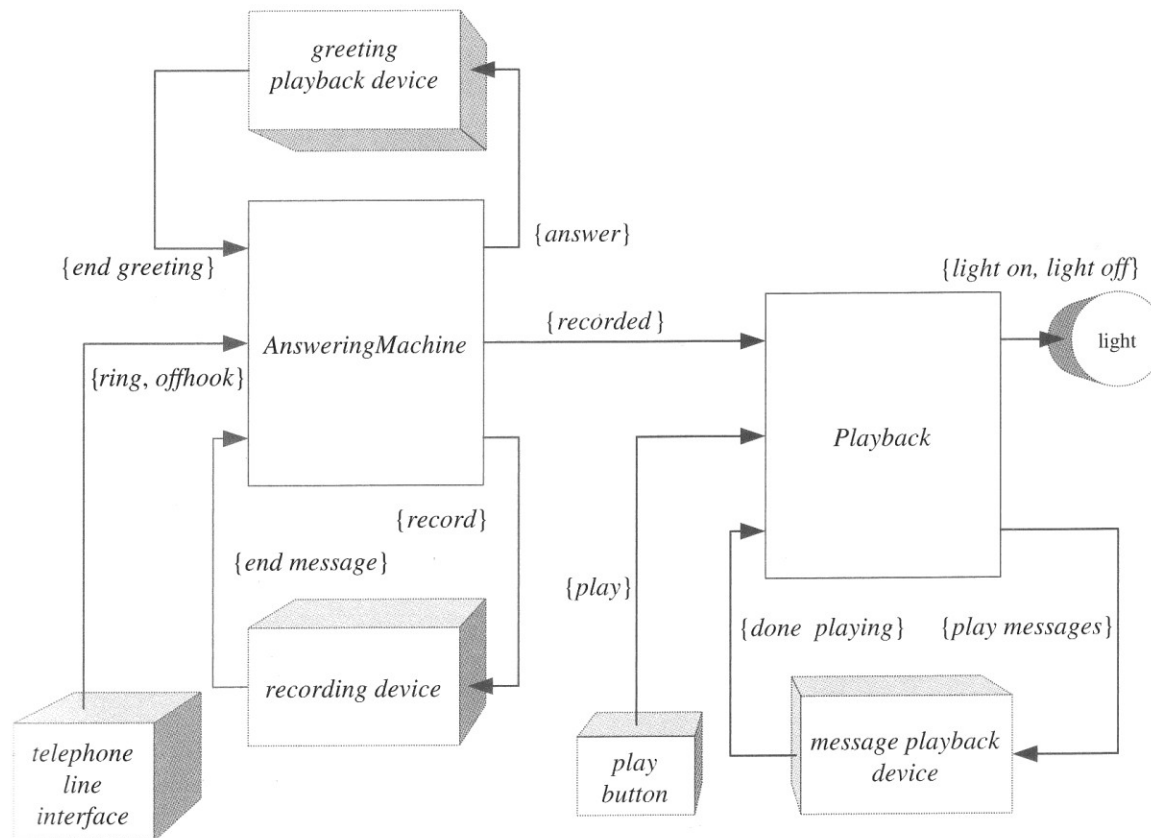 greeting
playback device
{answer}
{end greeting}
{light on, light off}
{recorded}
AnsweringMachine
light
{ring, offhook}
Playback
{record}
{end message}
{play}
{done playing}
{play messages}
recording device
telephone
line
interface
play
button
message playback
device